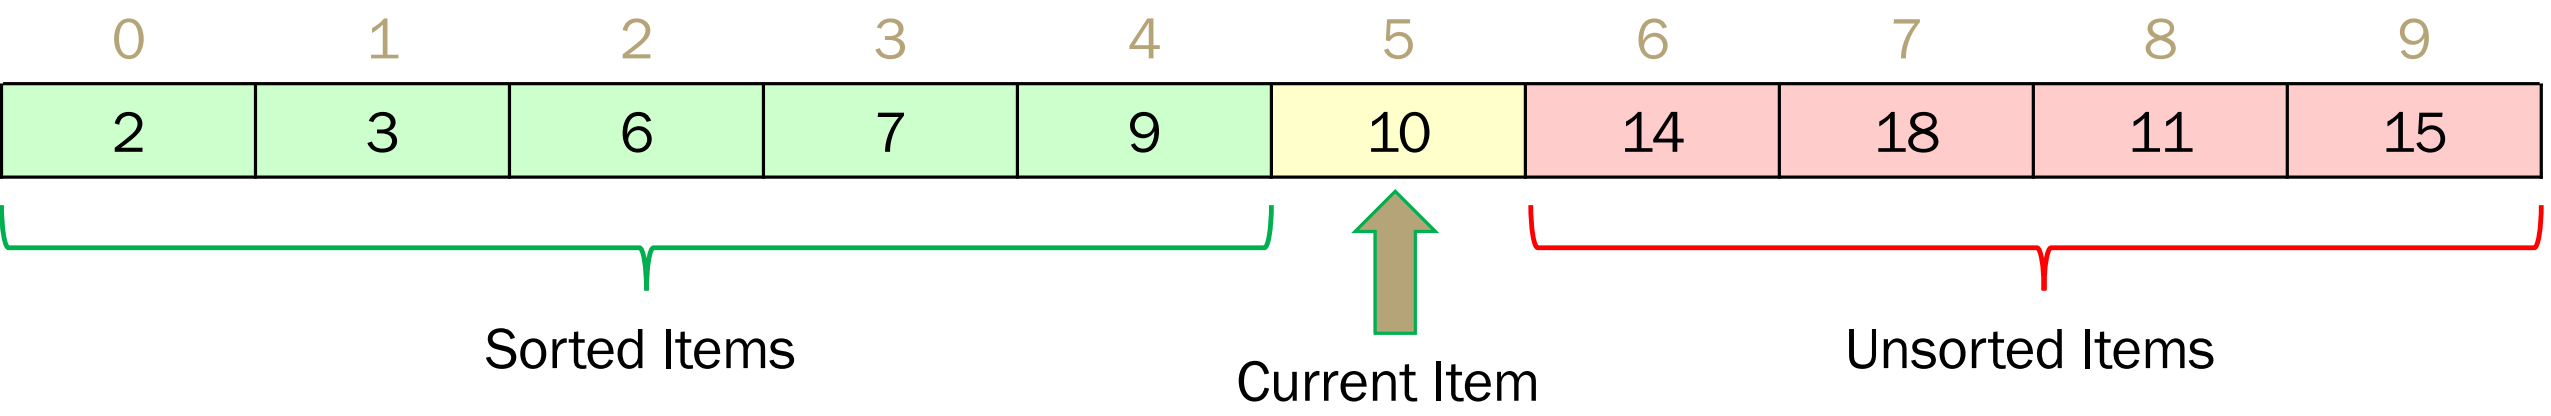 0 1 2 3 4 5 6 7 8 9
2 3 6 7 9 10 14 18 11 15
Sorted Items
Current Item
Unsorted Items